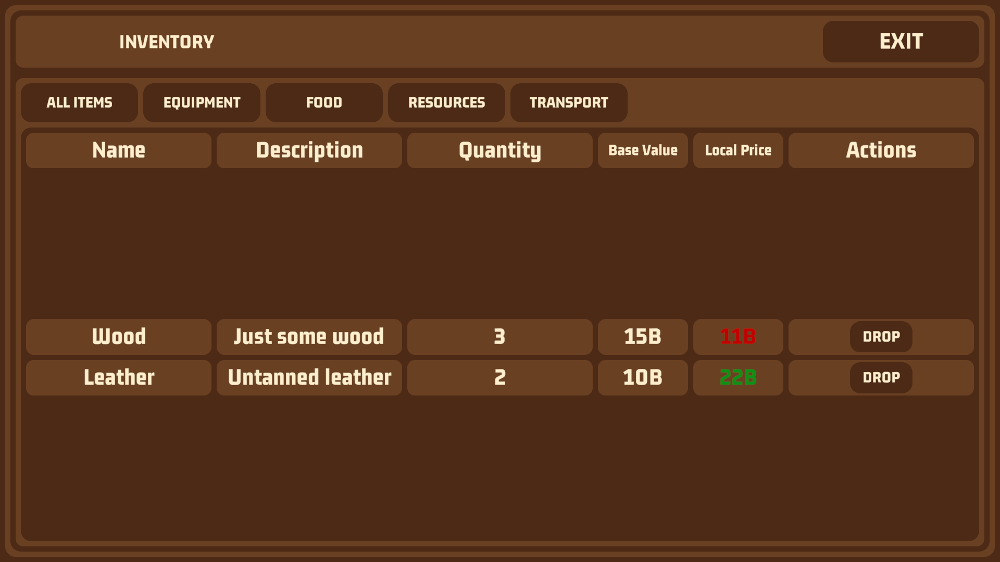 INVENTORY
EXIT
ALL ITEMS EQUIPMENT FOOD RESOURCES TRANSPORT
Name Description Quantity Base Value Local Price Actions
Wood Just some wood 3 15B 11B DROP
Leather Untanned leather 2 10B 22B DROP